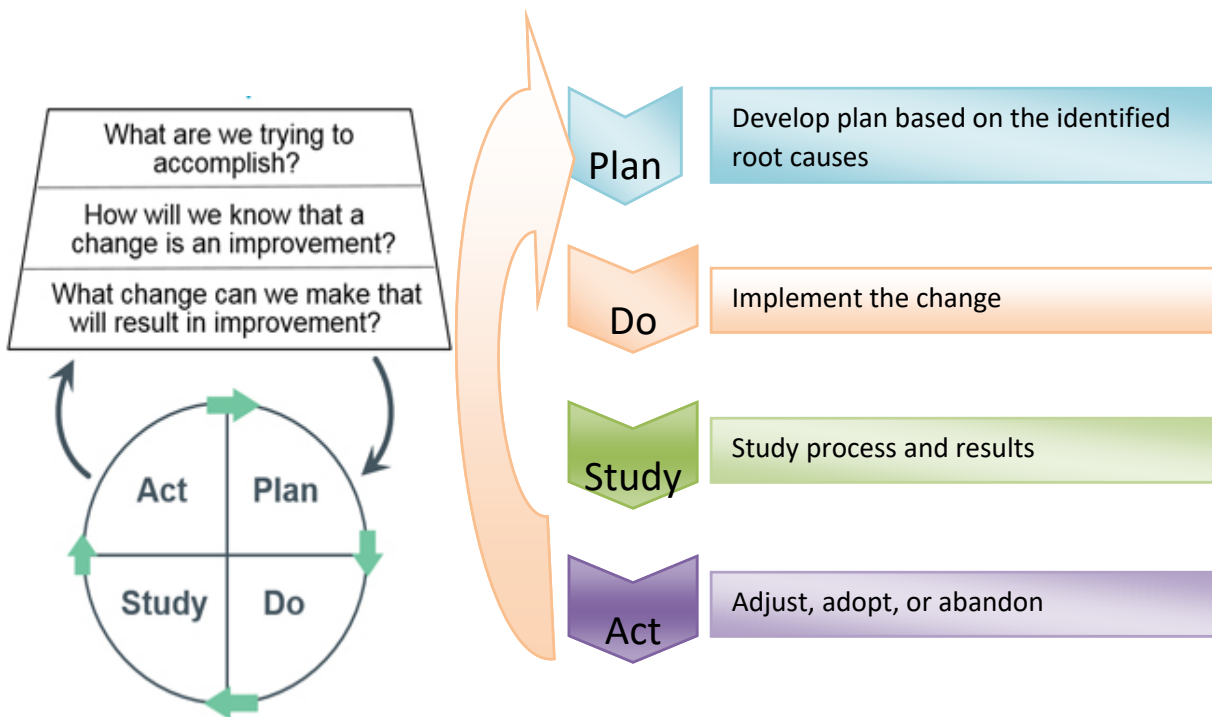 What are we trying to
accomplish?
How will we know that a
change is an improvement?
What change can we make that
will result in improvement?
Act
Plan
Study
Do
Plan
Develop plan based on the identified
root causes
Do
Implement the change
Study
Study process and results
Act
Adjust, adopt, or abandon